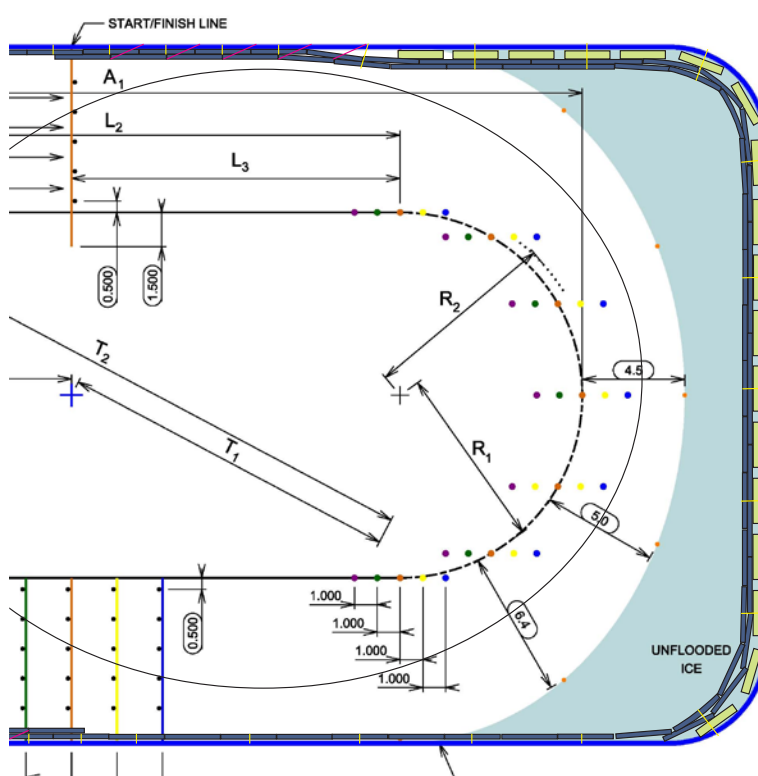 START/FINISH LINE
A1
L2
L3
0.500
1.500
R2
T2
4.5
T1
R1
5.0
1.000
0.500
1.000
6.4
1.000
1.000
UNFLOODED
ICE